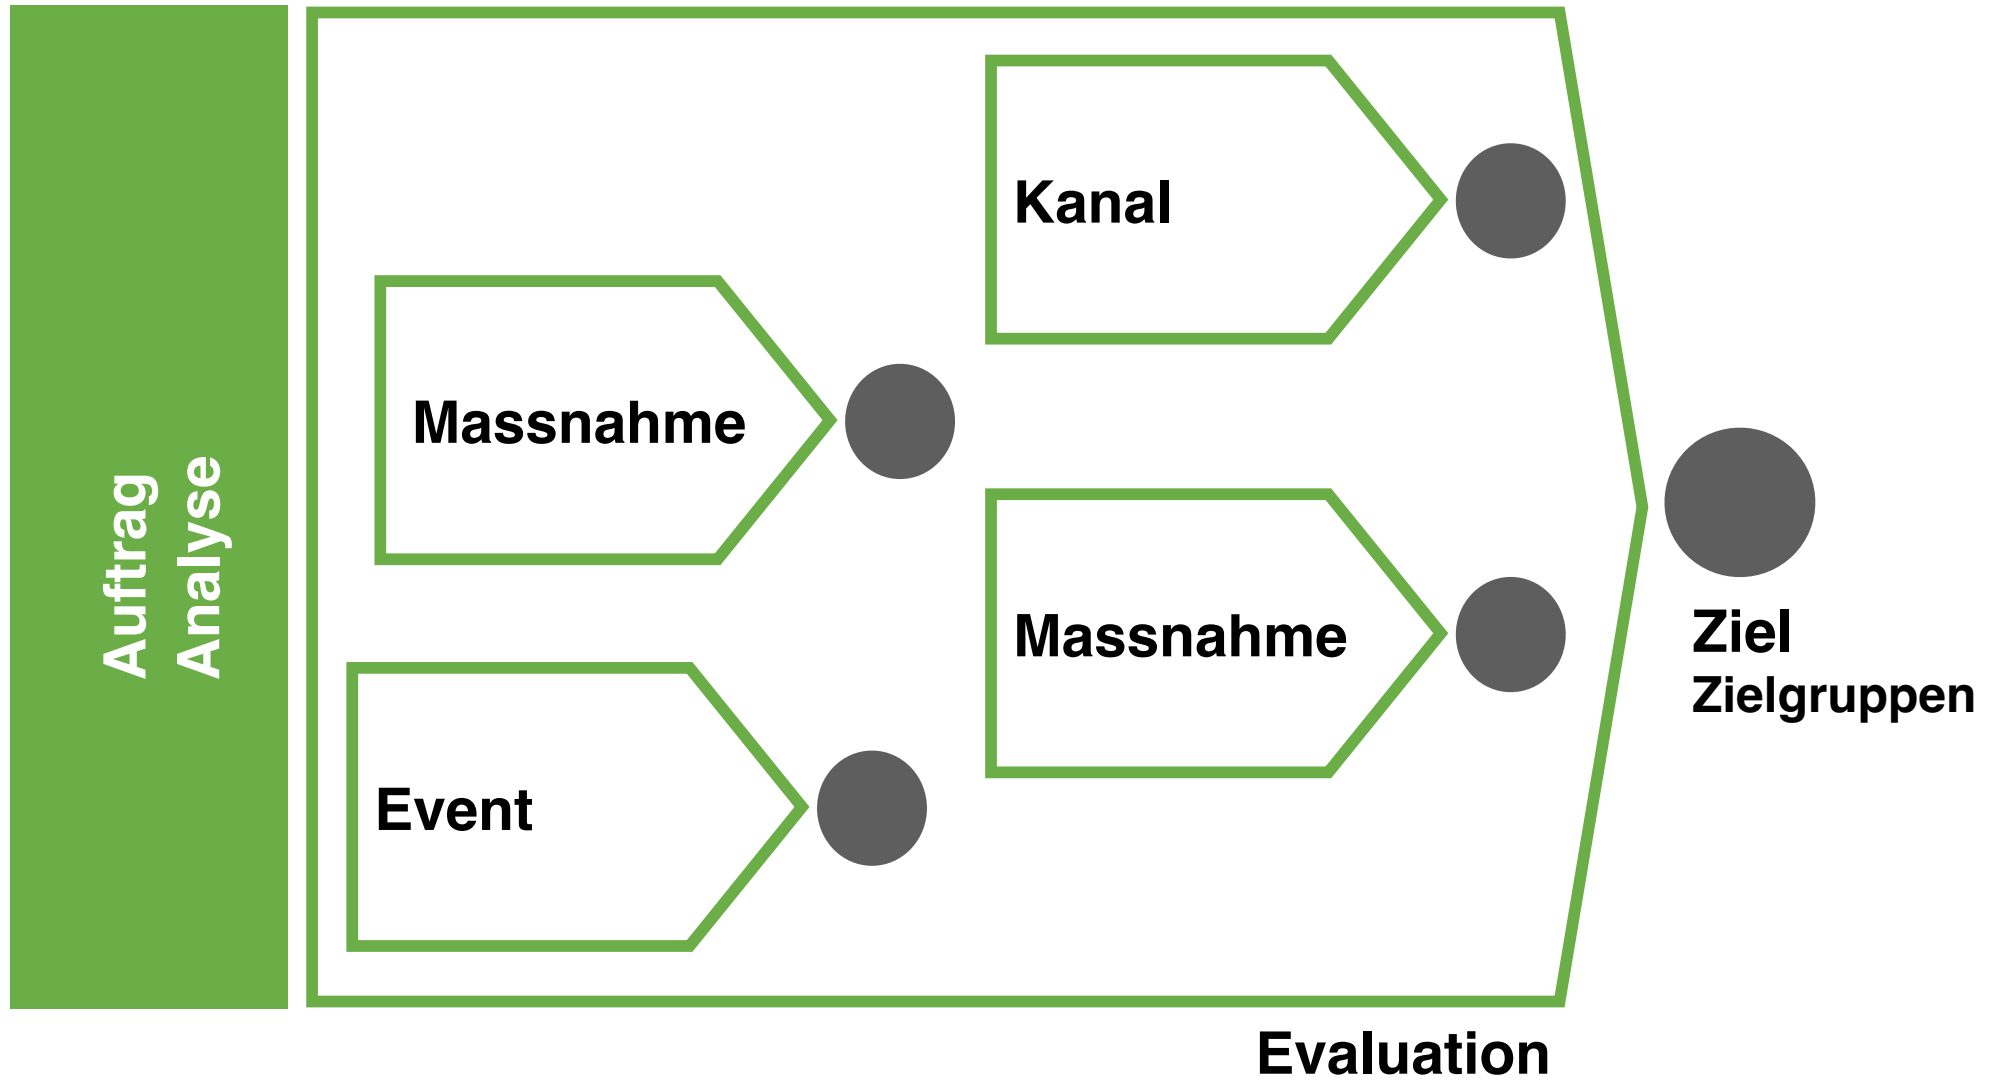 Auftrag
Analyse
Kanal
Massnahme
Massnahme
Event
Ziel
Zielgruppen
Evaluation